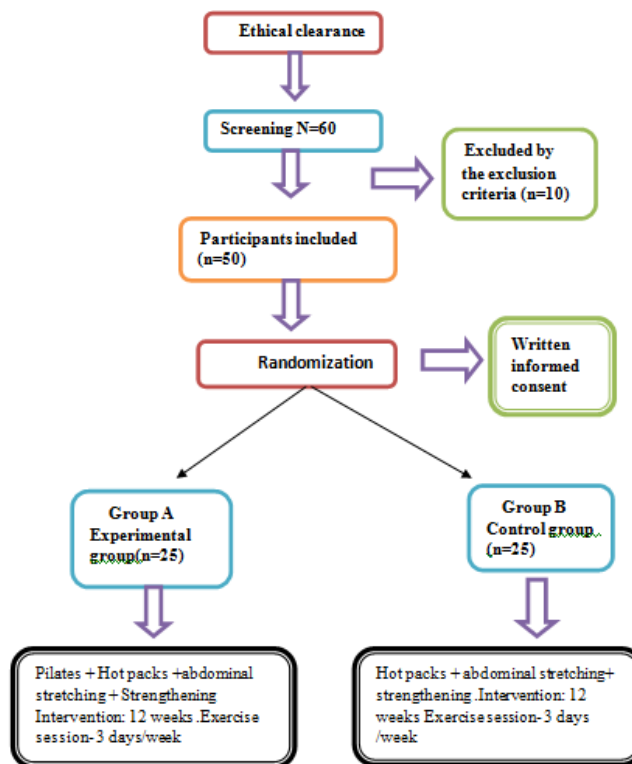 Ethical clearance
Screening N=60
Excluded by
the exclusion
criteria (n=10)
Participants included
(n=50)
Randomization
Written
informed
consent
Group A
Experimental
group(n=25)
Group B
Control group
(n=25)
Pilates + Hot packs +abdominal
stretching + Strengthening
Intervention: 12 weeks .Exercise
session- 3 days/week
Hot packs + abdominal stretching+
strengthening .Intervention: 12
weeks Exercise session- 3 days
/week